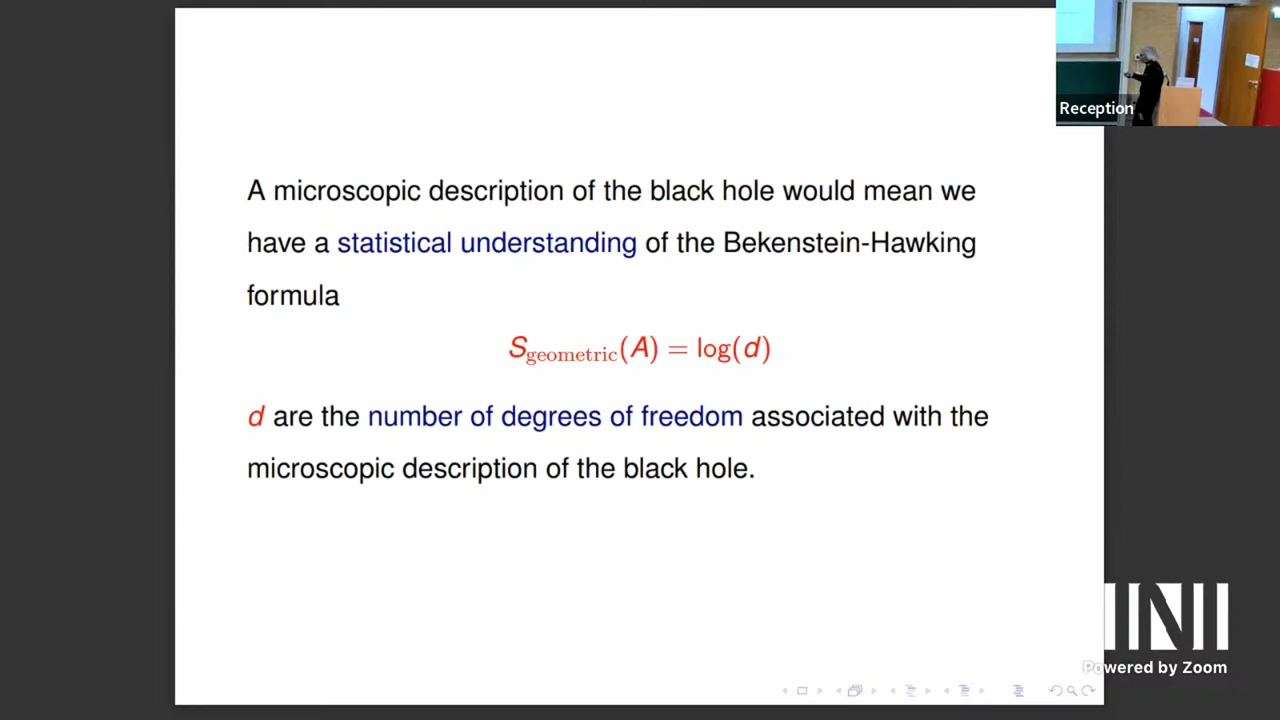 A microscopic description of the black hole would mean we
have a statistical understanding of the Bekenstein-Hawking
formula
S_geometric(A) = log(d)
d are the number of degrees of freedom associated with the
microscopic description of the black hole.
Reception
INI
Powered by Zoom